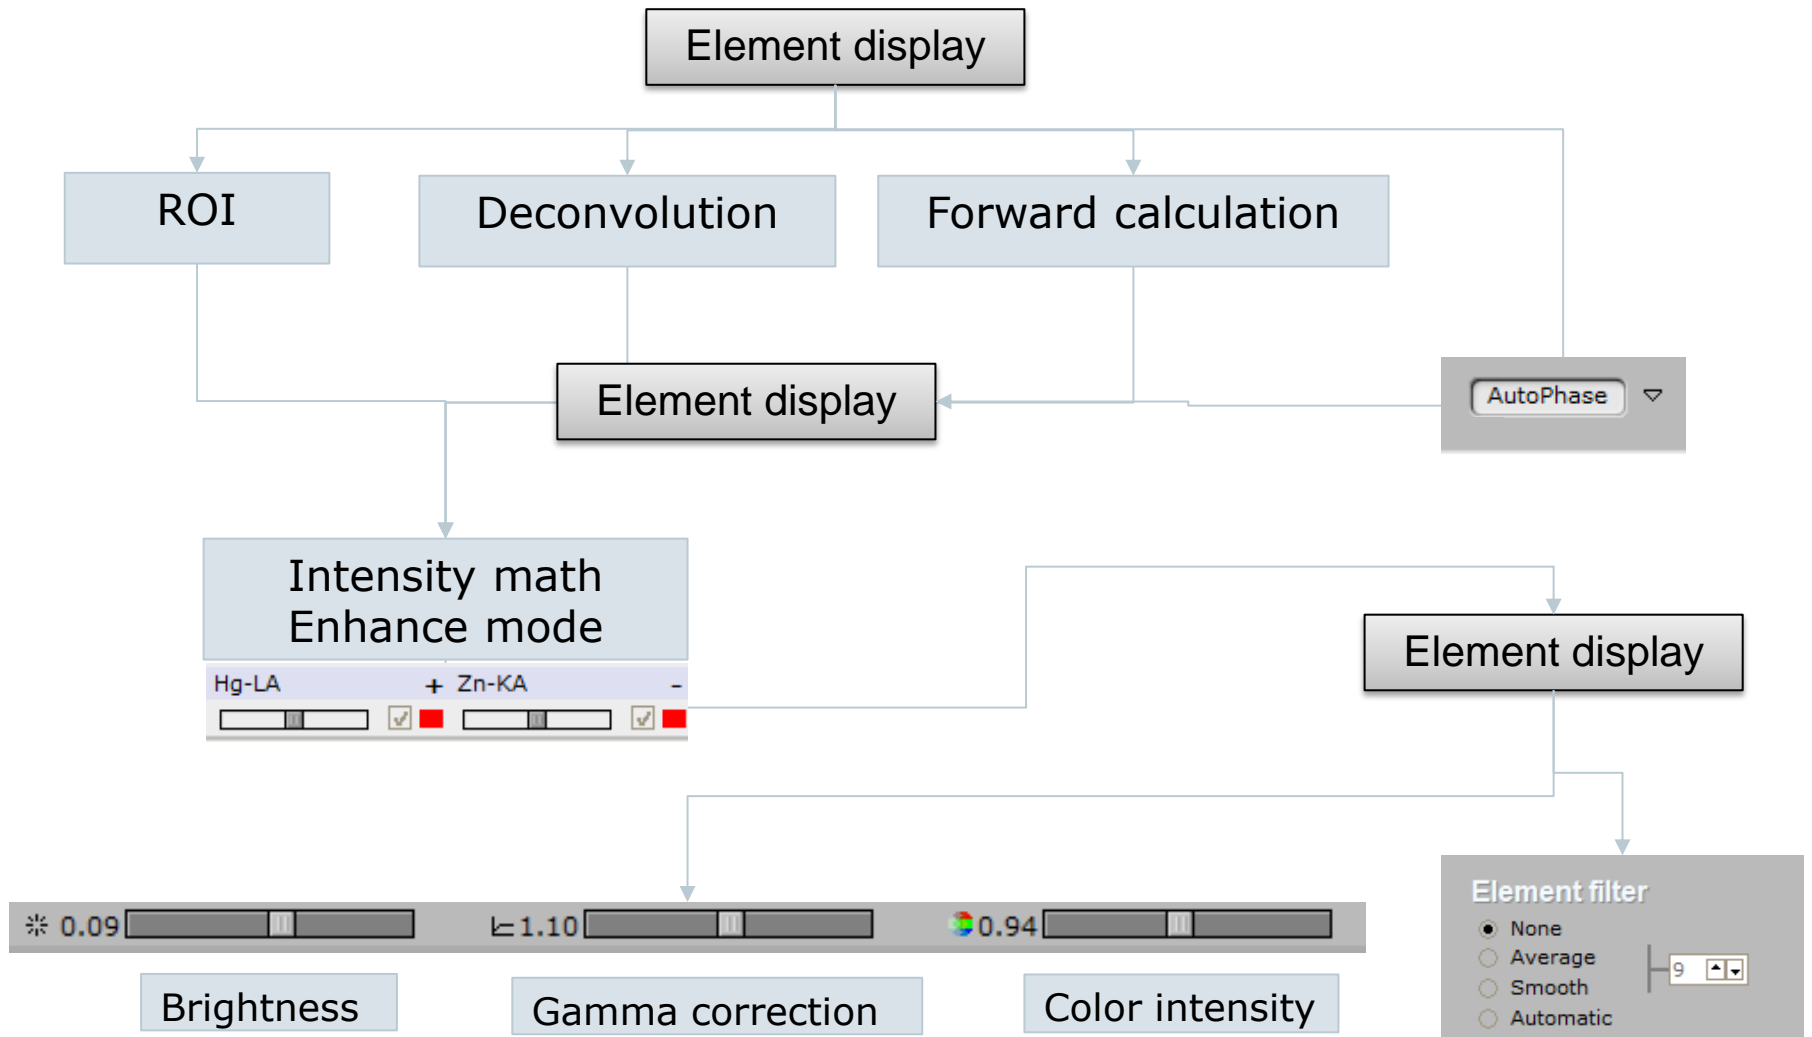 Element display
ROI
Deconvolution
Forward calculation
Element display
AutoPhase
Intensity math
Enhance mode
Hg-LA + Zn-KA -
Element display
0.09
1.10
0.94
Brightness
Gamma correction
Color intensity
Element filter
None
Average
9
Smooth
Automatic